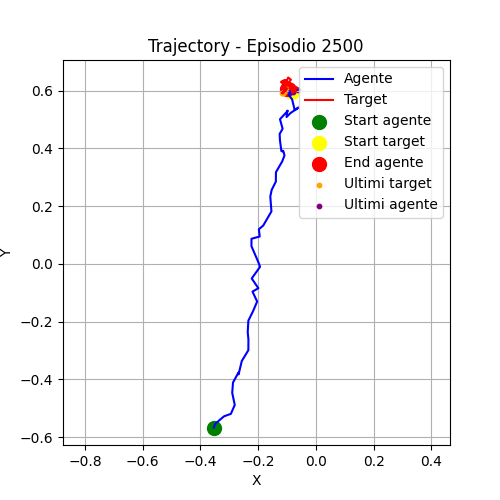 Trajectory - Episodio 2500
Agente
Target
Start agente
Start target
End agente
Ultimi target
Ultimi agente
0.6
0.4
0.2
0.0
−0.2
−0.4
−0.6
Y
−0.8
−0.6
−0.4
−0.2
0.0
0.2
0.4
X